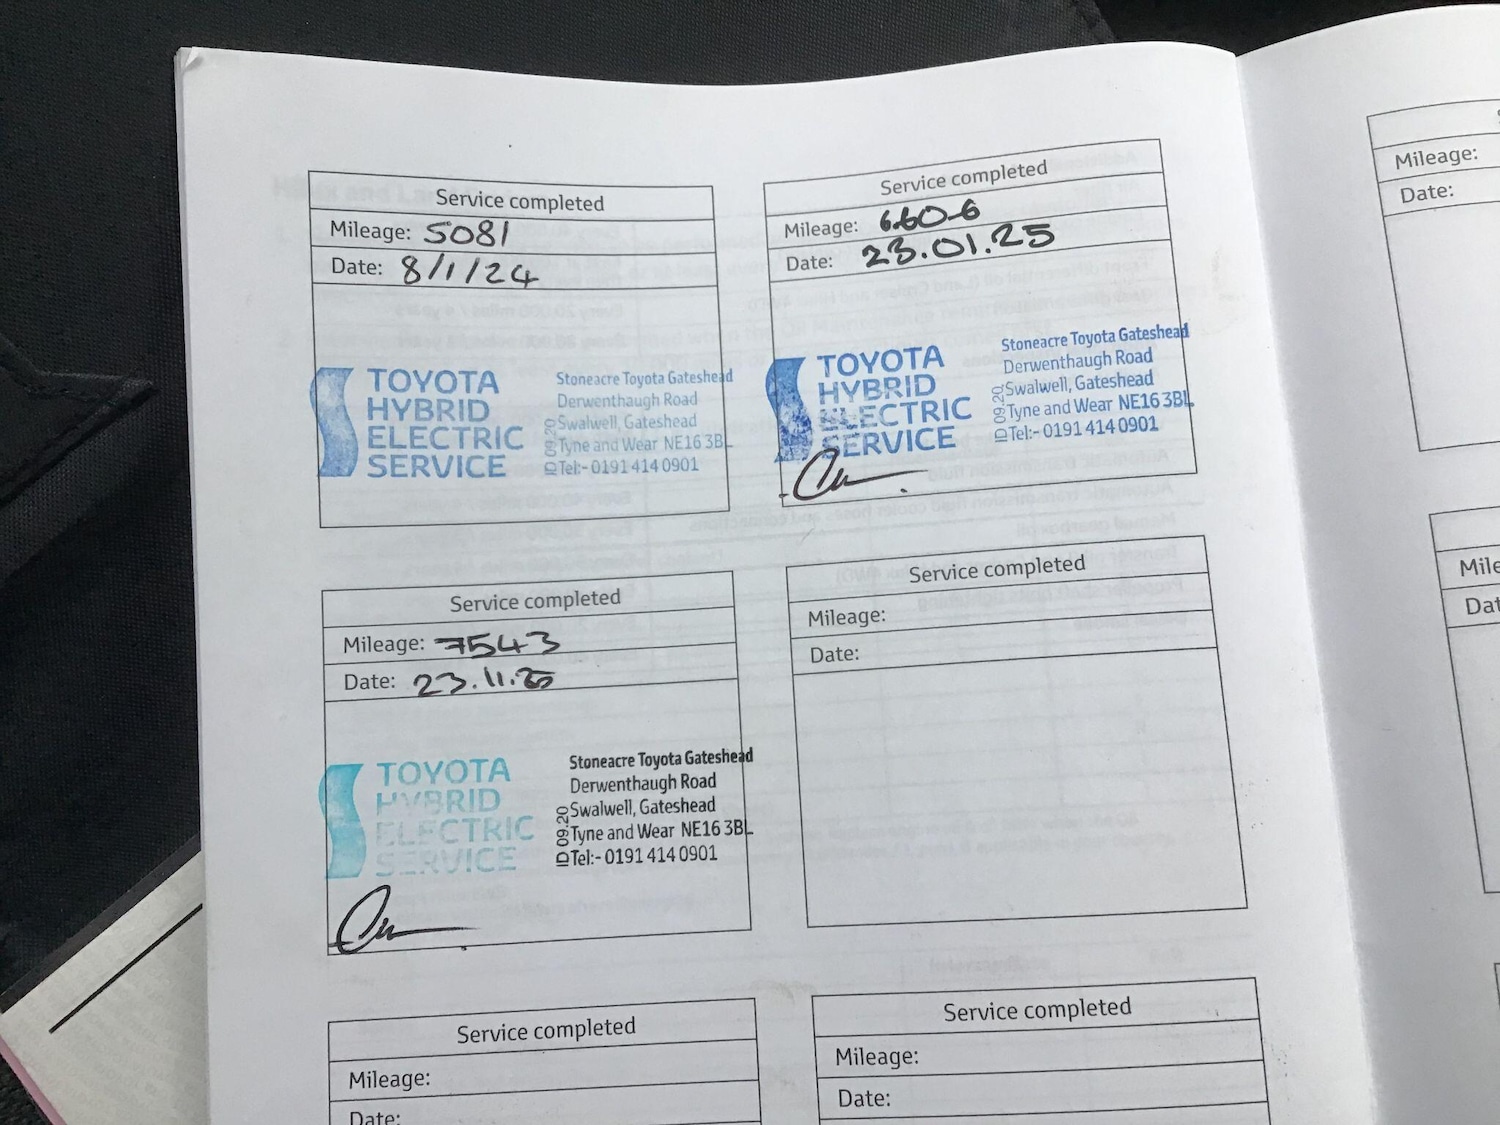 Service completed
Mileage: 5081
Date: 8/1/24
TOYOTA
HYBRID
ELECTRIC
SERVICE
Stoneacre Toyota Gateshead
Derwenthaugh Road
Swalwell, Gateshead
Tyne and Wear NE16 3BL
Tel:- 0191 414 0901
ID 09.20
Service completed
Mileage: 6606
Date: 23.01.25
TOYOTA
HYBRID
ELECTRIC
SERVICE
Stoneacre Toyota Gateshead
Derwenthaugh Road
Swalwell, Gateshead
Tyne and Wear NE16 3BL
Tel:- 0191 414 0901
ID 09.20
Service completed
Mileage: 7543
Date: 23.11.25
TOYOTA
HYBRID
ELECTRIC
SERVICE
Stoneacre Toyota Gateshead
Derwenthaugh Road
Swalwell, Gateshead
Tyne and Wear NE16 3BL
Tel:- 0191 414 0901
ID 09.20
Service completed
Mileage:
Date:
Service completed
Mileage:
Date:
Service completed
Mileage:
Date:
Mileage:
Date: